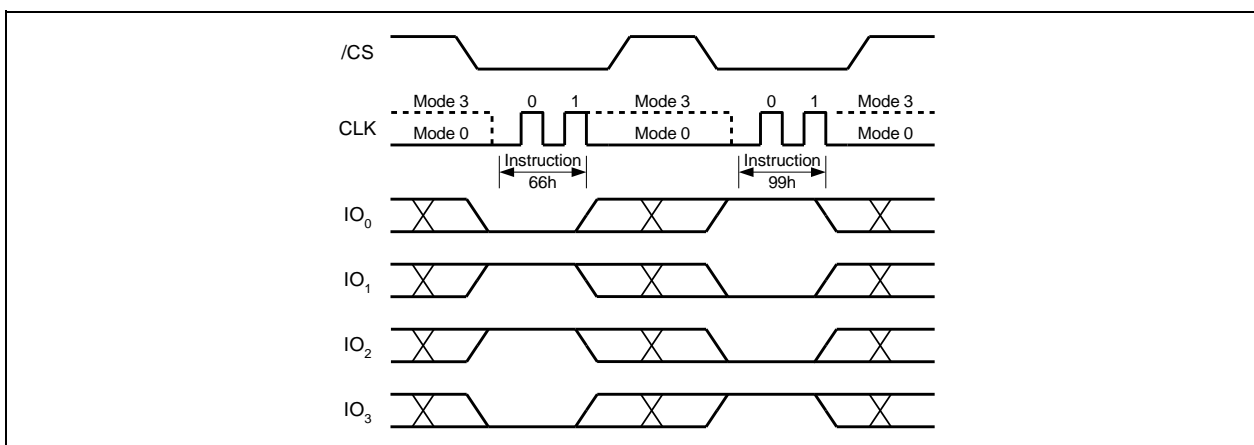 /CS
Mode 3 0 1 Mode 3 0 1 Mode 3
CLK
Mode 0 Mode 0 Mode 0
Instruction Instruction
66h 99h
IO0
IO1
IO2
IO3